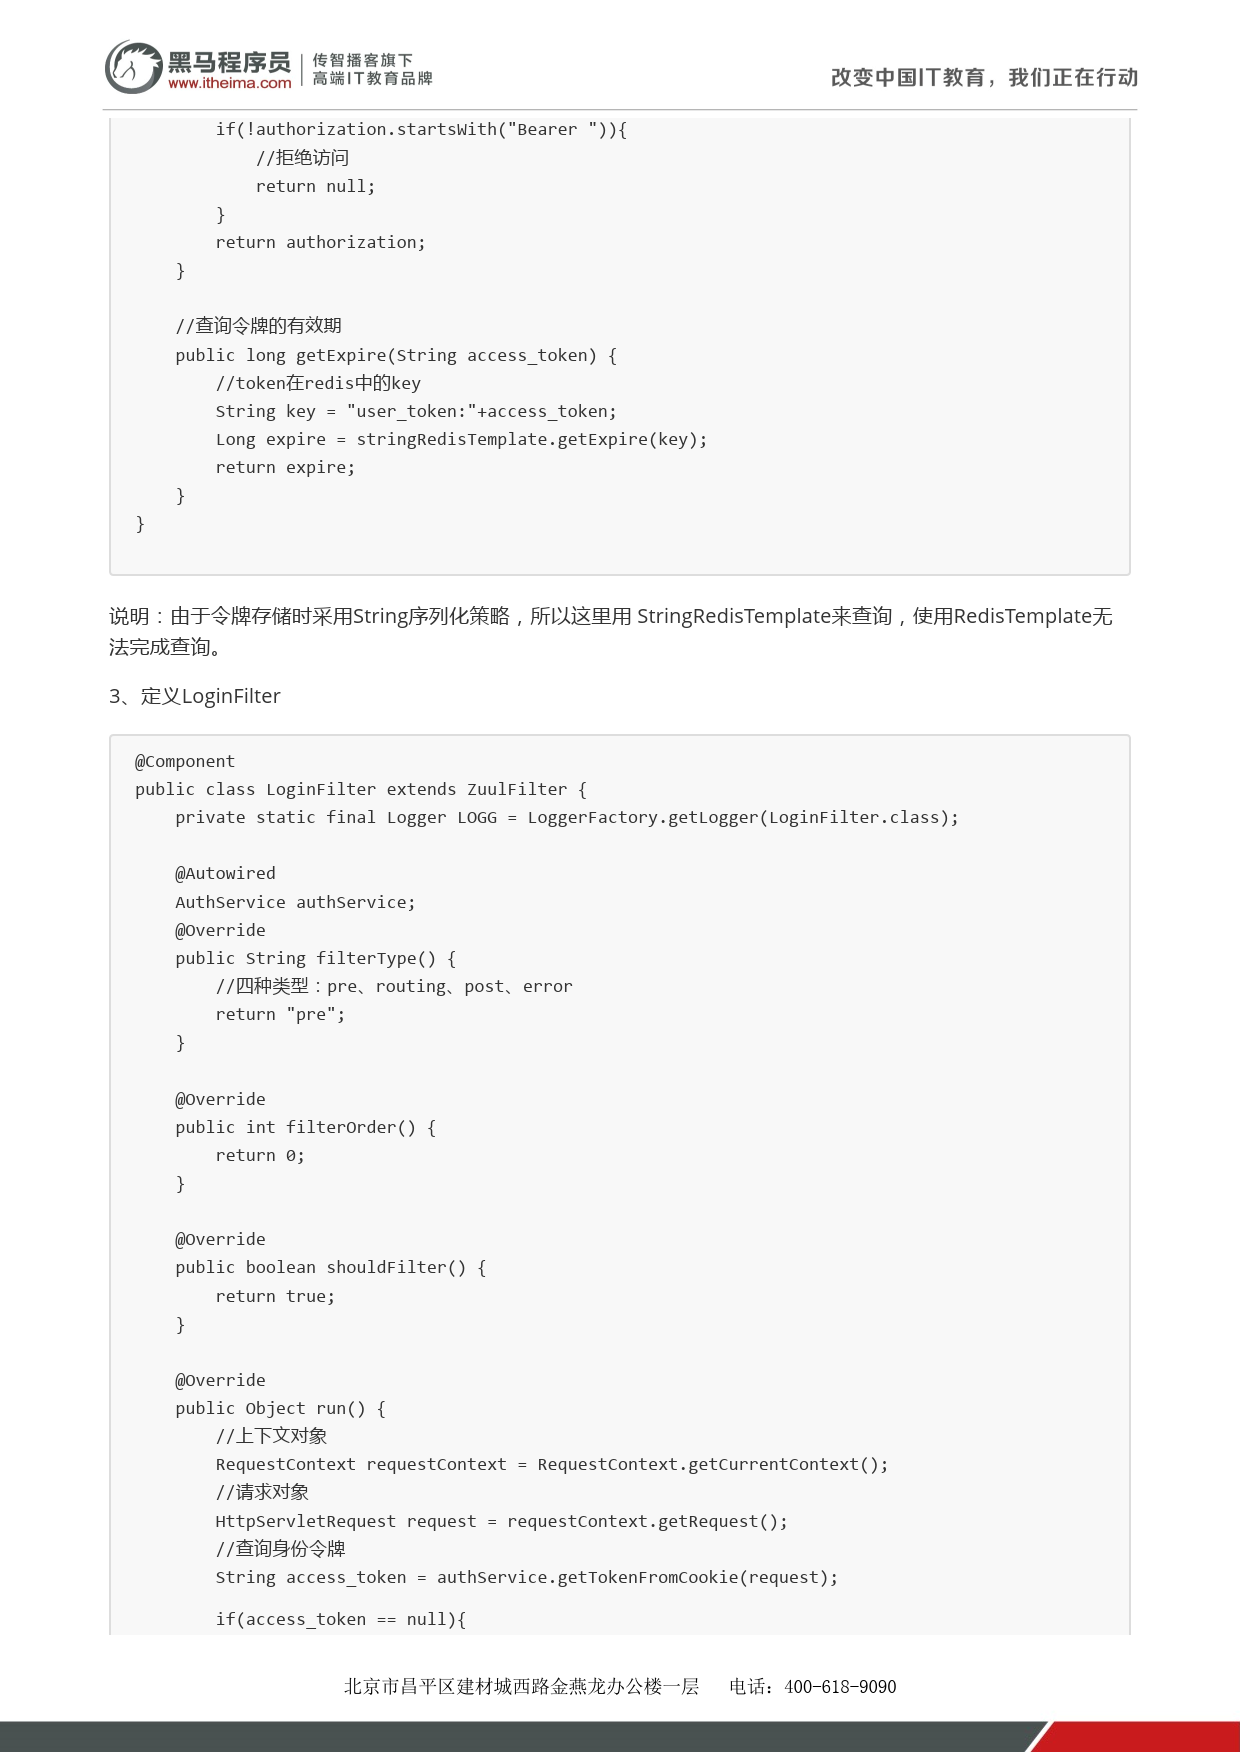 黑马程序员
www.itheima.com
传智播客旗下
高端IT教育品牌
改变中国IT教育，我们正在行动
        if(!authorization.startsWith("Bearer ")){
            //拒绝访问
            return null;
        }
        return authorization;
    }

    //查询令牌的有效期
    public long getExpire(String access_token) {
        //token在redis中的key
        String key = "user_token:"+access_token;
        Long expire = stringRedisTemplate.getExpire(key);
        return expire;
    }
}

说明：由于令牌存储时采用String序列化策略，所以这里用 StringRedisTemplate来查询，使用RedisTemplate无
法完成查询。
3、定义LoginFilter
@Component
public class LoginFilter extends ZuulFilter {
    private static final Logger LOGG = LoggerFactory.getLogger(LoginFilter.class);

    @Autowired
    AuthService authService;
    @Override
    public String filterType() {
        //四种类型：pre、routing、post、error
        return "pre";
    }

    @Override
    public int filterOrder() {
        return 0;
    }

    @Override
    public boolean shouldFilter() {
        return true;
    }

    @Override
    public Object run() {
        //上下文对象
        RequestContext requestContext = RequestContext.getCurrentContext();
        //请求对象
        HttpServletRequest request = requestContext.getRequest();
        //查询身份令牌
        String access_token = authService.getTokenFromCookie(request);
        if(access_token == null){
北京市昌平区建材城西路金燕龙办公楼一层 电话：400-618-9090